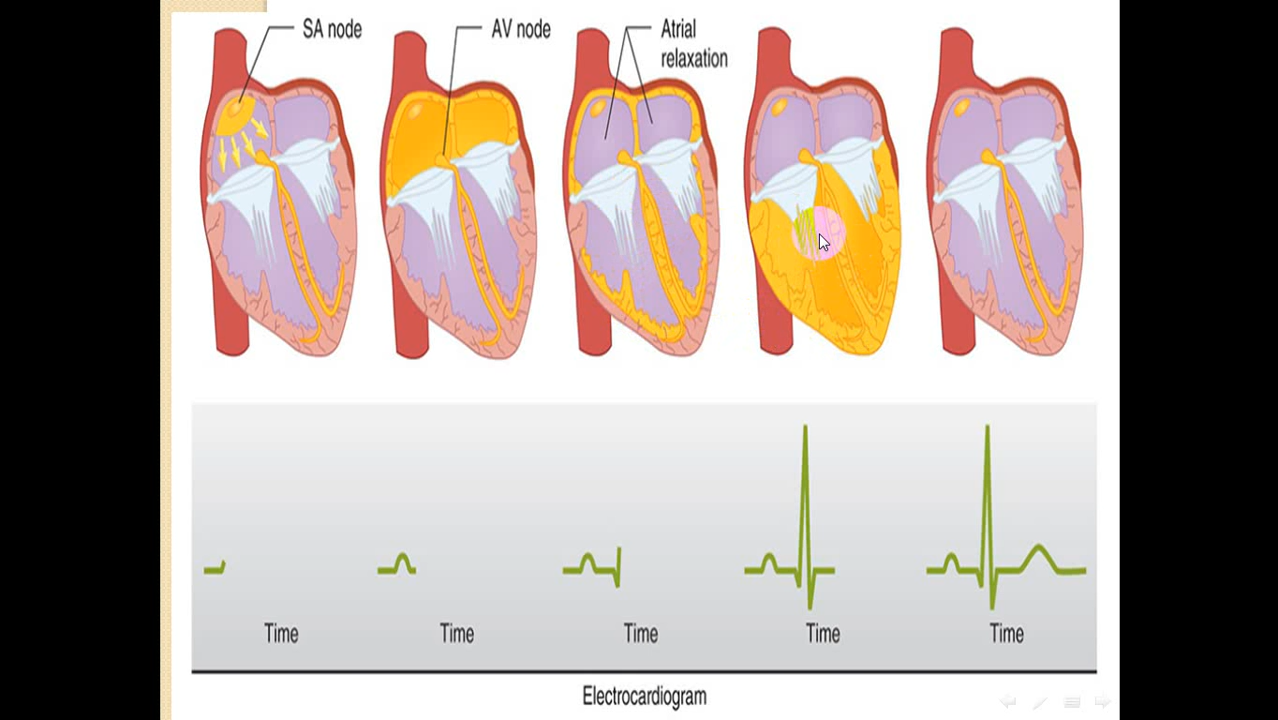 SA node
AV node
Atrial
relaxation
Time
Time
Time
Time
Time
Electrocardiogram